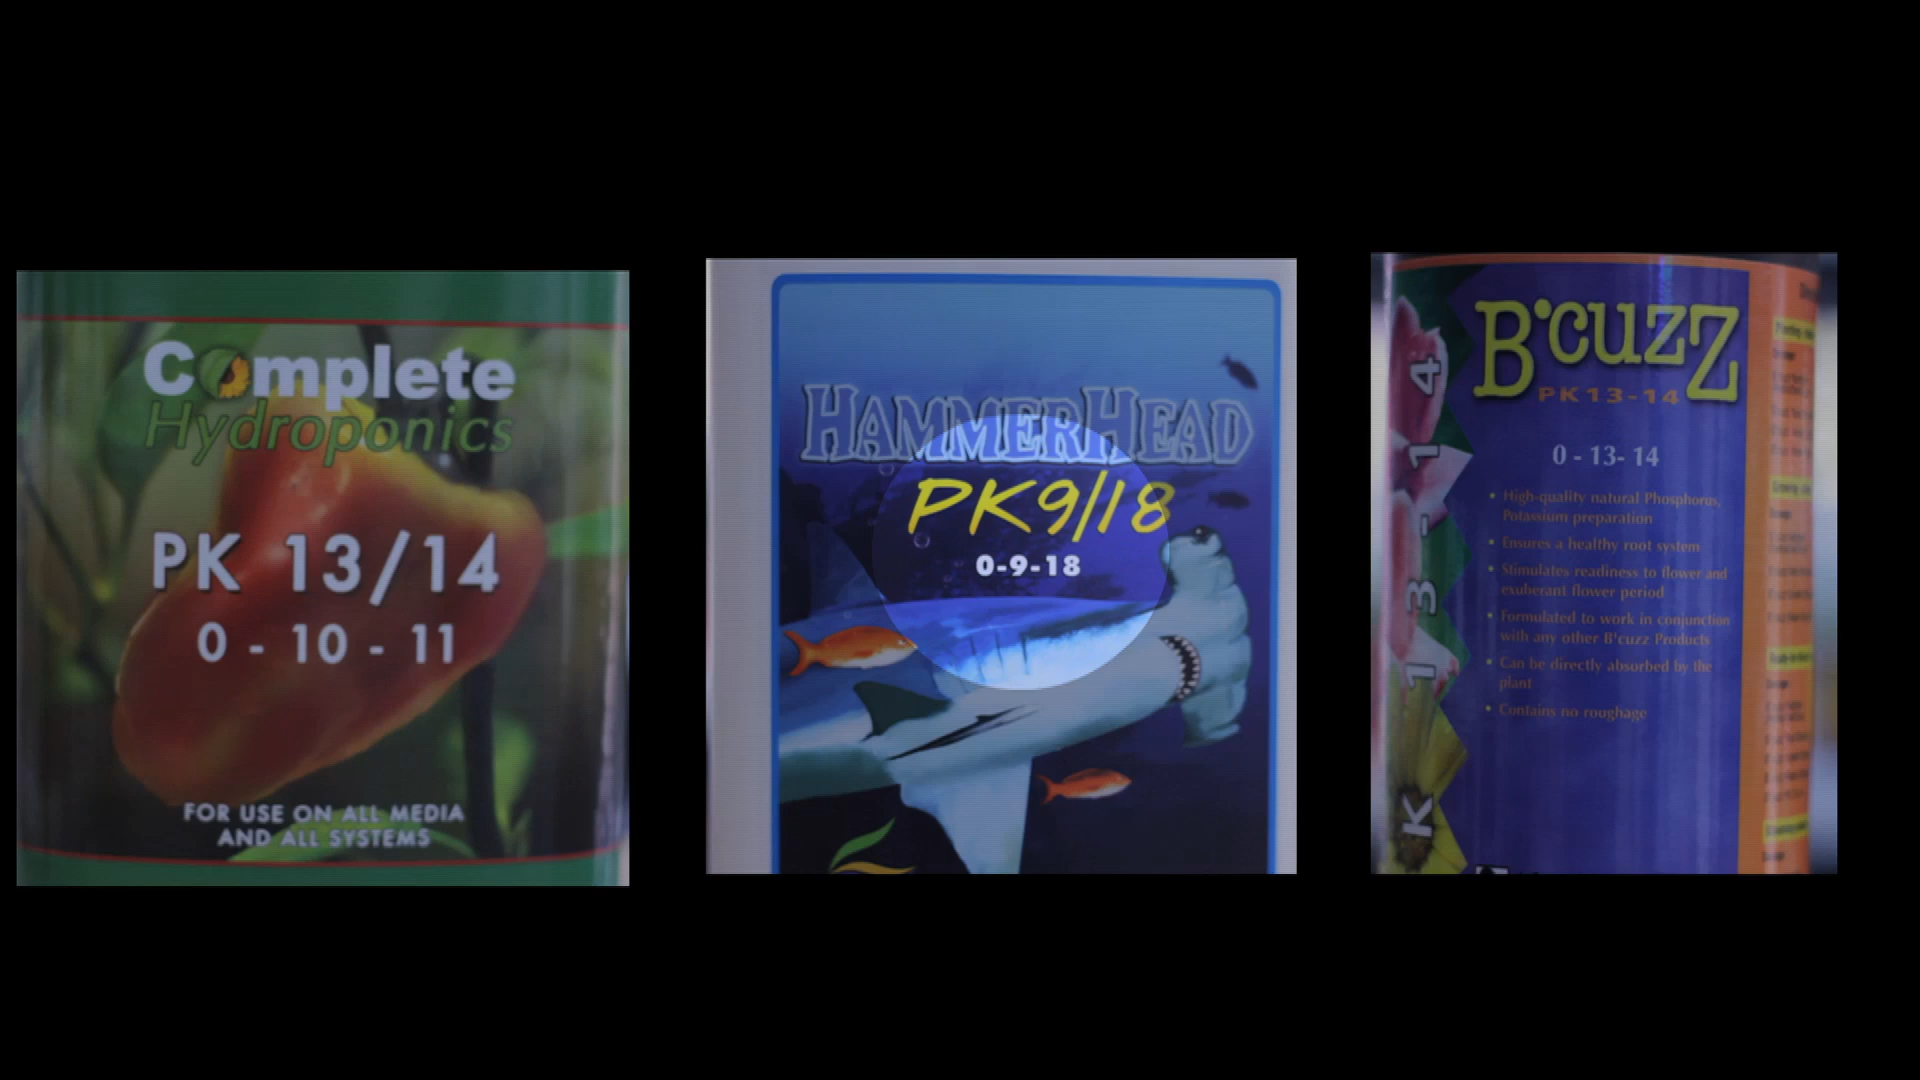 Complete
Hydroponics
PK 13/14
0 - 10 - 11
FOR USE ON ALL MEDIA
AND ALL SYSTEMS
HAMMERHEAD
PK9/18
0-9-18
K 13-14
B'cuzz
PK13-14
0 - 13- 14
• High-quality natural Phosphorus,
Potassium preparation
• Ensures a healthy root system
• Stimulates readiness to flower and
exuberant flower period
• Formulated to work in conjunction
with any other B'cuzz Products
• Can be directly absorbed by the
plant
• Contains no roughage